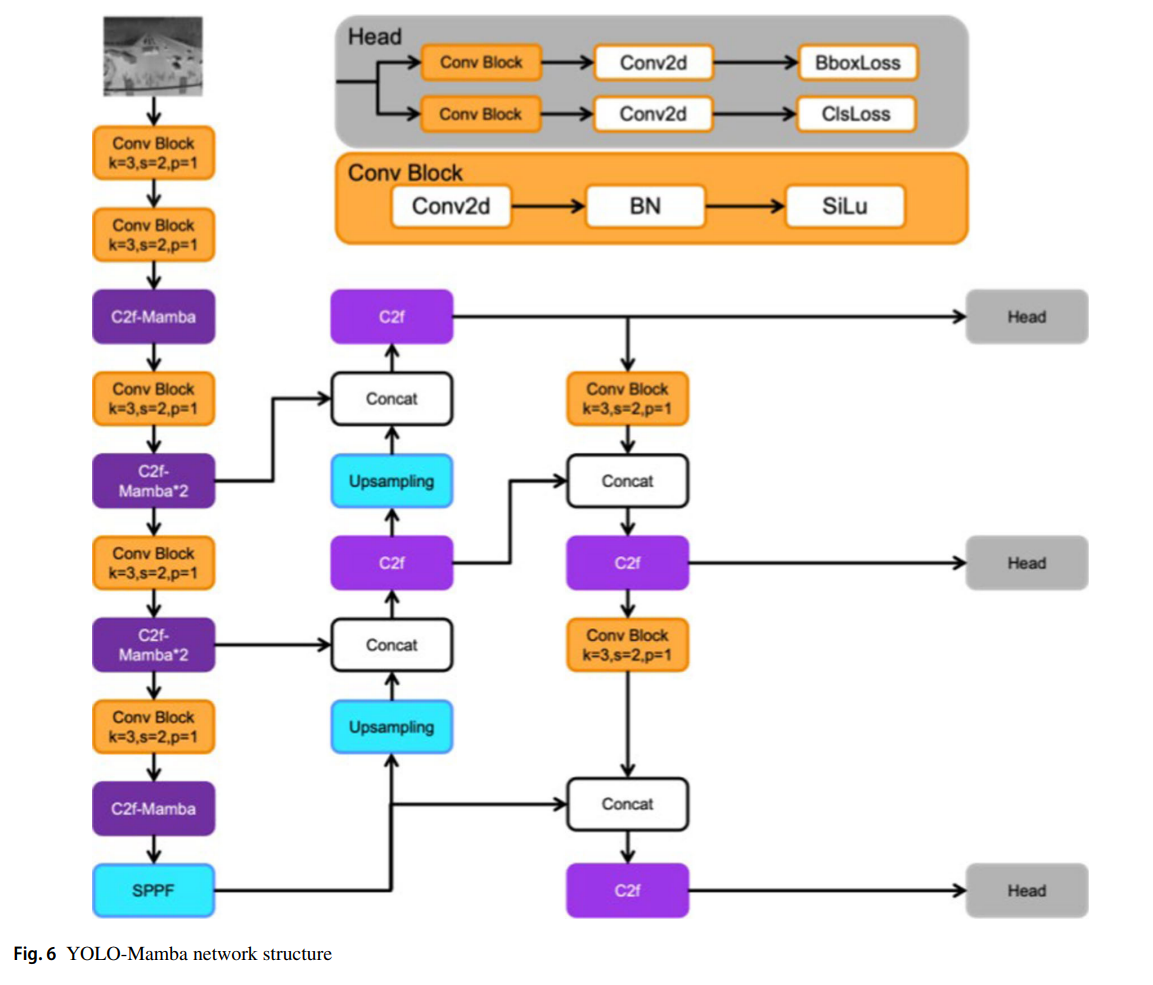 Head
Conv Block
Conv2d
BboxLoss
Conv Block
Conv2d
ClsLoss
Conv Block
Conv2d
BN
SiLu
Conv Block
k=3,s=2,p=1
Conv Block
k=3,s=2,p=1
C2f-Mamba
Conv Block
k=3,s=2,p=1
C2f-
Mamba*2
Conv Block
k=3,s=2,p=1
C2f-
Mamba*2
Conv Block
k=3,s=2,p=1
C2f-Mamba
SPPF
C2f
Concat
Upsampling
C2f
Concat
Upsampling
Conv Block
k=3,s=2,p=1
Concat
C2f
Conv Block
k=3,s=2,p=1
Concat
C2f
Head
Head
Head
Fig. 6 YOLO-Mamba network structure